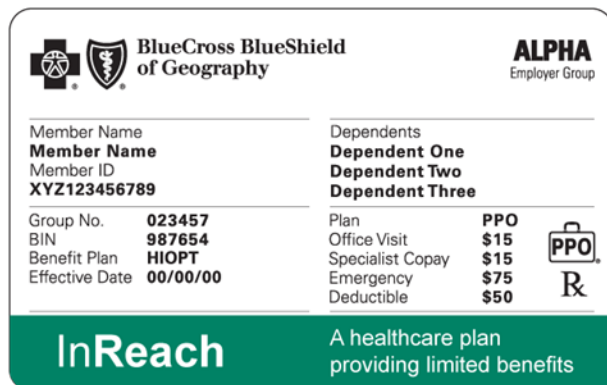 BlueCross BlueShield
of Geography
ALPHA
Employer Group
Member Name
Member Name
Member ID
XYZ123456789
Dependents
Dependent One
Dependent Two
Dependent Three
Group No. 023457
BIN 987654
Benefit Plan HIOPT
Effective Date 00/00/00
Plan PPO
Office Visit $15
Specialist Copay $15
Emergency $75
Deductible $50
PPO
Rx
InReach
A healthcare plan
providing limited benefits